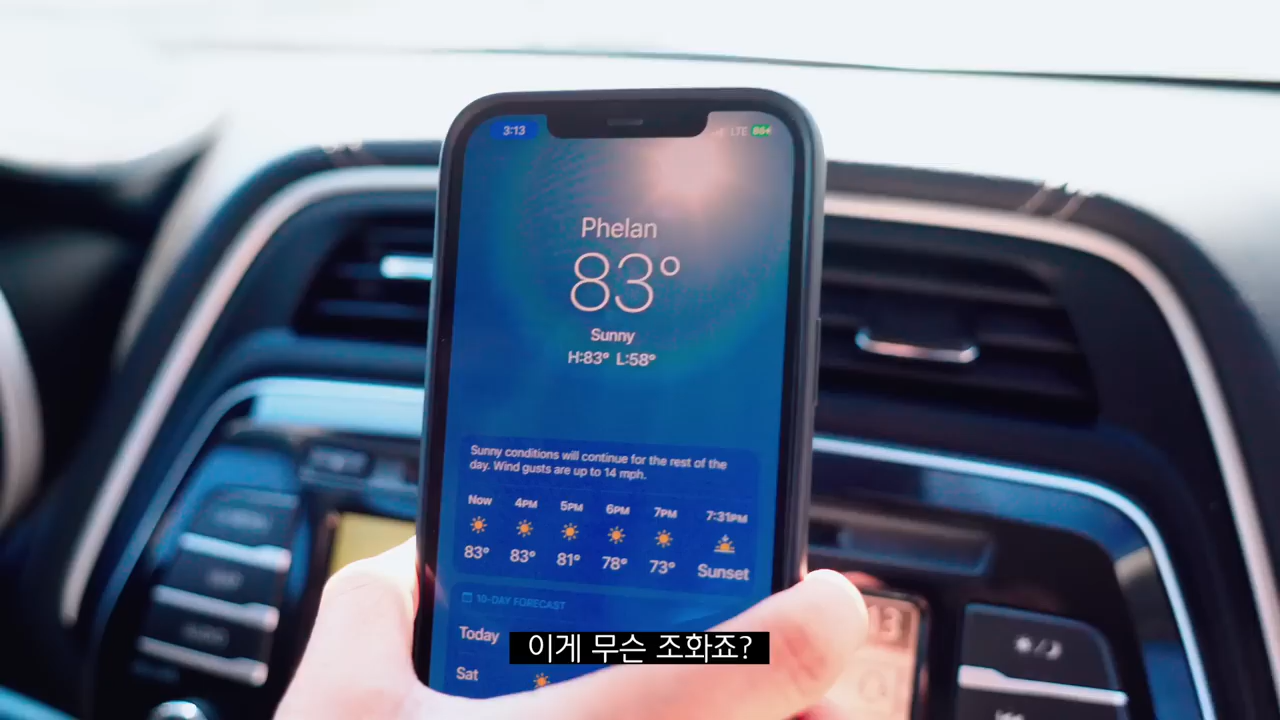 3:13 LTE 86
Phelan
83°
Sunny
H:83° L:58°
Sunny conditions will continue for the rest of the
day. Wind gusts are up to 14 mph.
Now 4PM 5PM 6PM 7PM 7:31PM
83° 83° 81° 78° 73° Sunset
10-DAY FORECAST
Today
Sat
이게 무슨 조화죠?